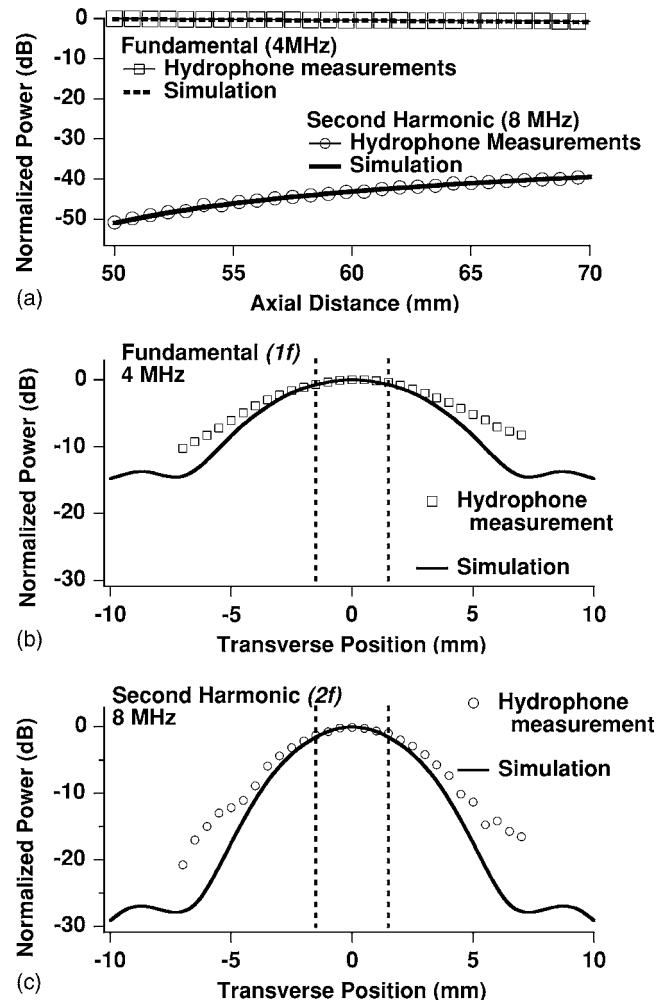 0
Fundamental (4MHz)
-10
Hydrophone measurements
Simulation
-20
Second Harmonic (8 MHz)
-30
Hydrophone Measurements
Simulation
-40
-50
Normalized Power (dB)
50
55
60
65
70
(a)
Axial Distance (mm)
Fundamental (1f)
4 MHz
0
-10
Hydrophone
measurement
-20
Simulation
-30
Normalized Power (dB)
-10
-5
0
5
10
(b)
Transverse Position (mm)
Second Harmonic (2f)
8 MHz
Hydrophone
measurement
0
Simulation
-10
-20
-30
Normalized Power (dB)
-10
-5
0
5
10
(c)
Transverse Position (mm)